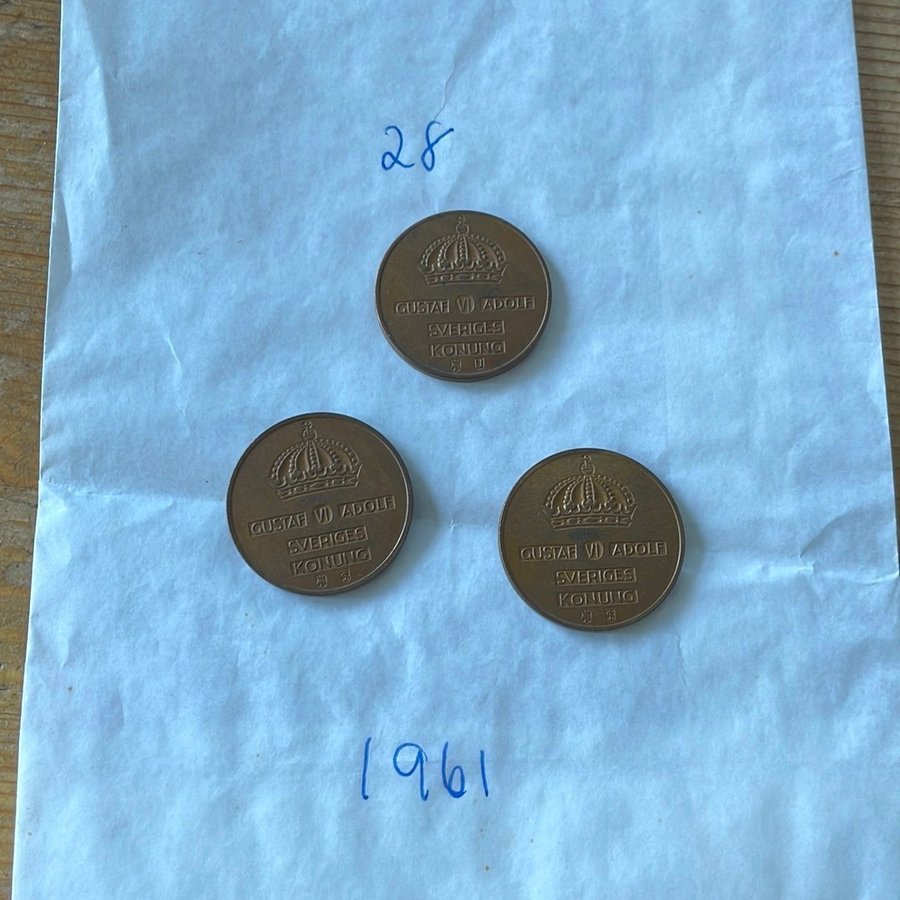 28
GUSTAF VI ADOLF
SVERIGES
KONUNG
U
GUSTAF VI ADOLF
SVERIGES
KONUNG
GUSTAF VI ADOLF
SVERIGES
KONUNG
1961